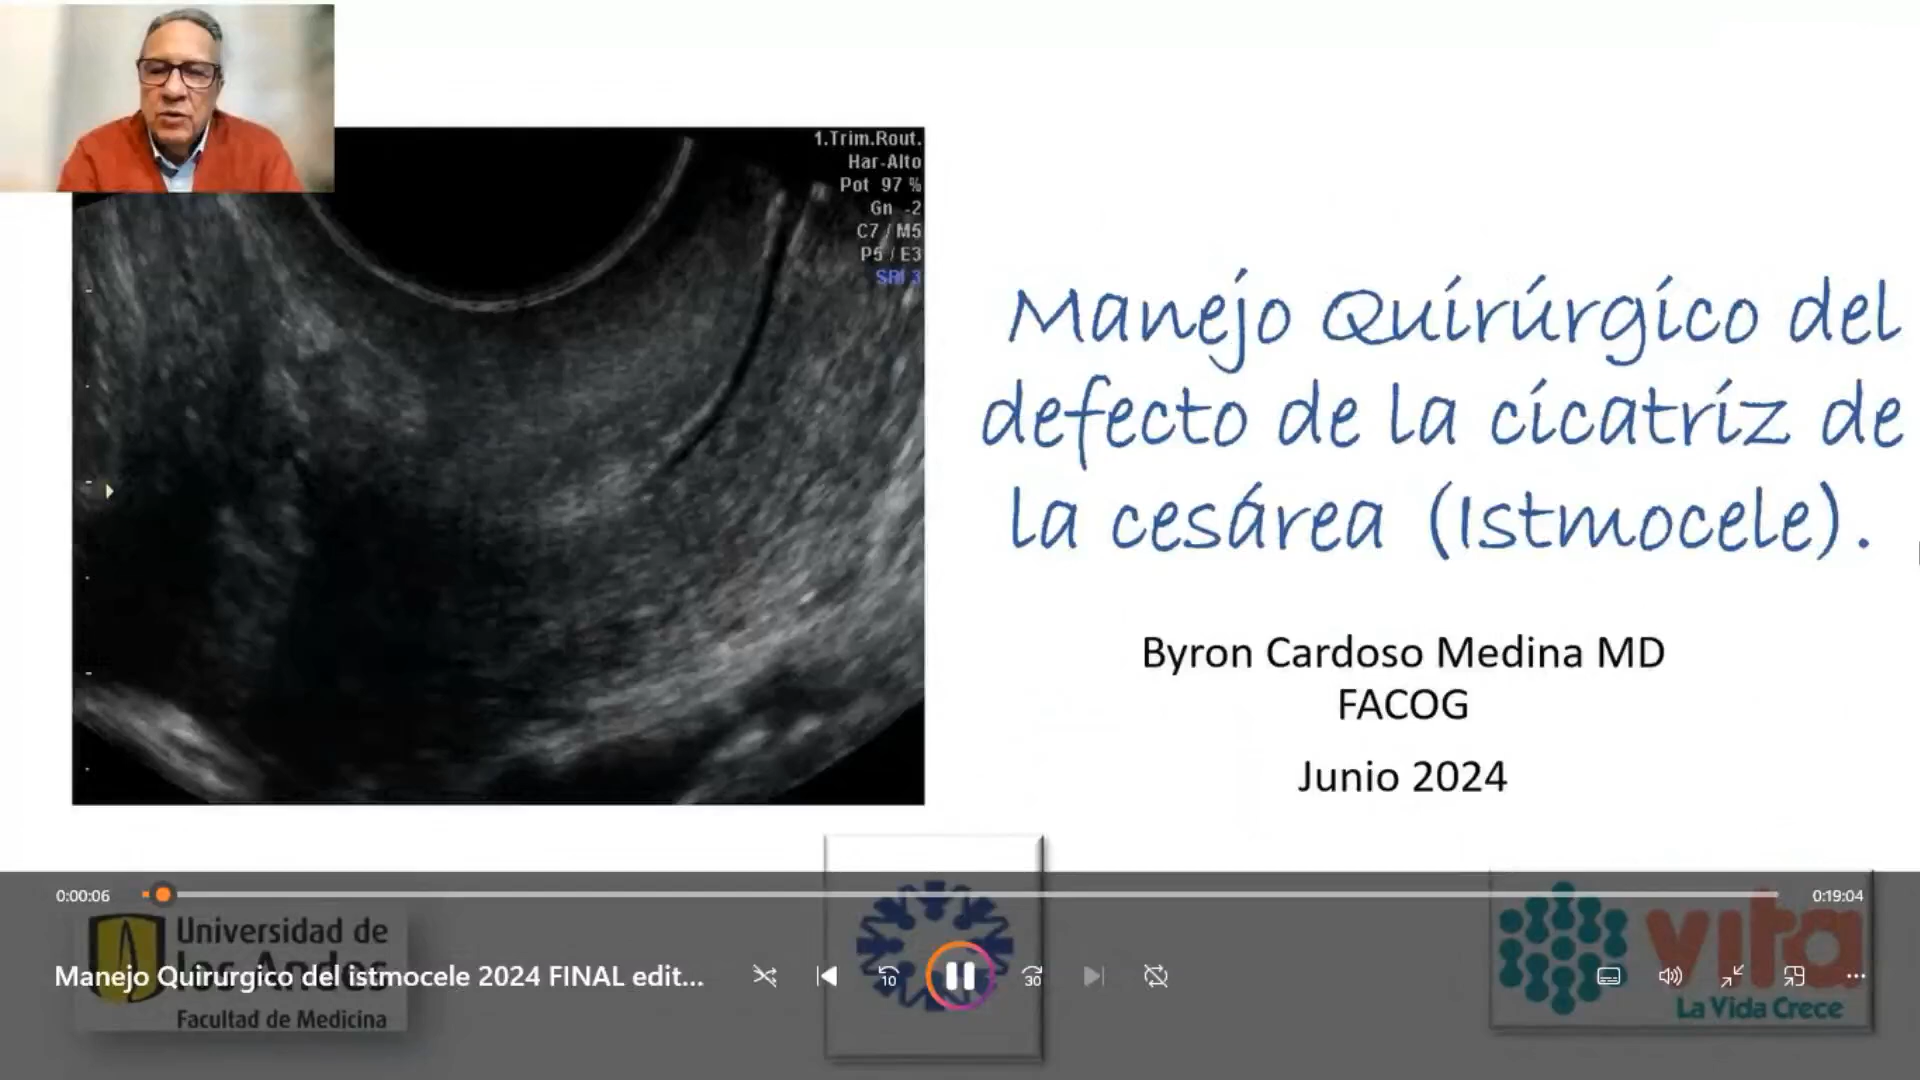 1.Trim.Rout.
Har-Alto
Pot 97 %
Gn -2
C7 / M5
P5 / E3
SRI 3
Manejo Quirúrgico del
defecto de la cicatriz de
la cesárea (Istmocele).
Byron Cardoso Medina MD
FACOG
Junio 2024
0:00:06
0:19:04
Universidad de
los Andes
Facultad de Medicina
Manejo Quirurgico del istmocele 2024 FINAL edit...
10
30
vita
La Vida Crece